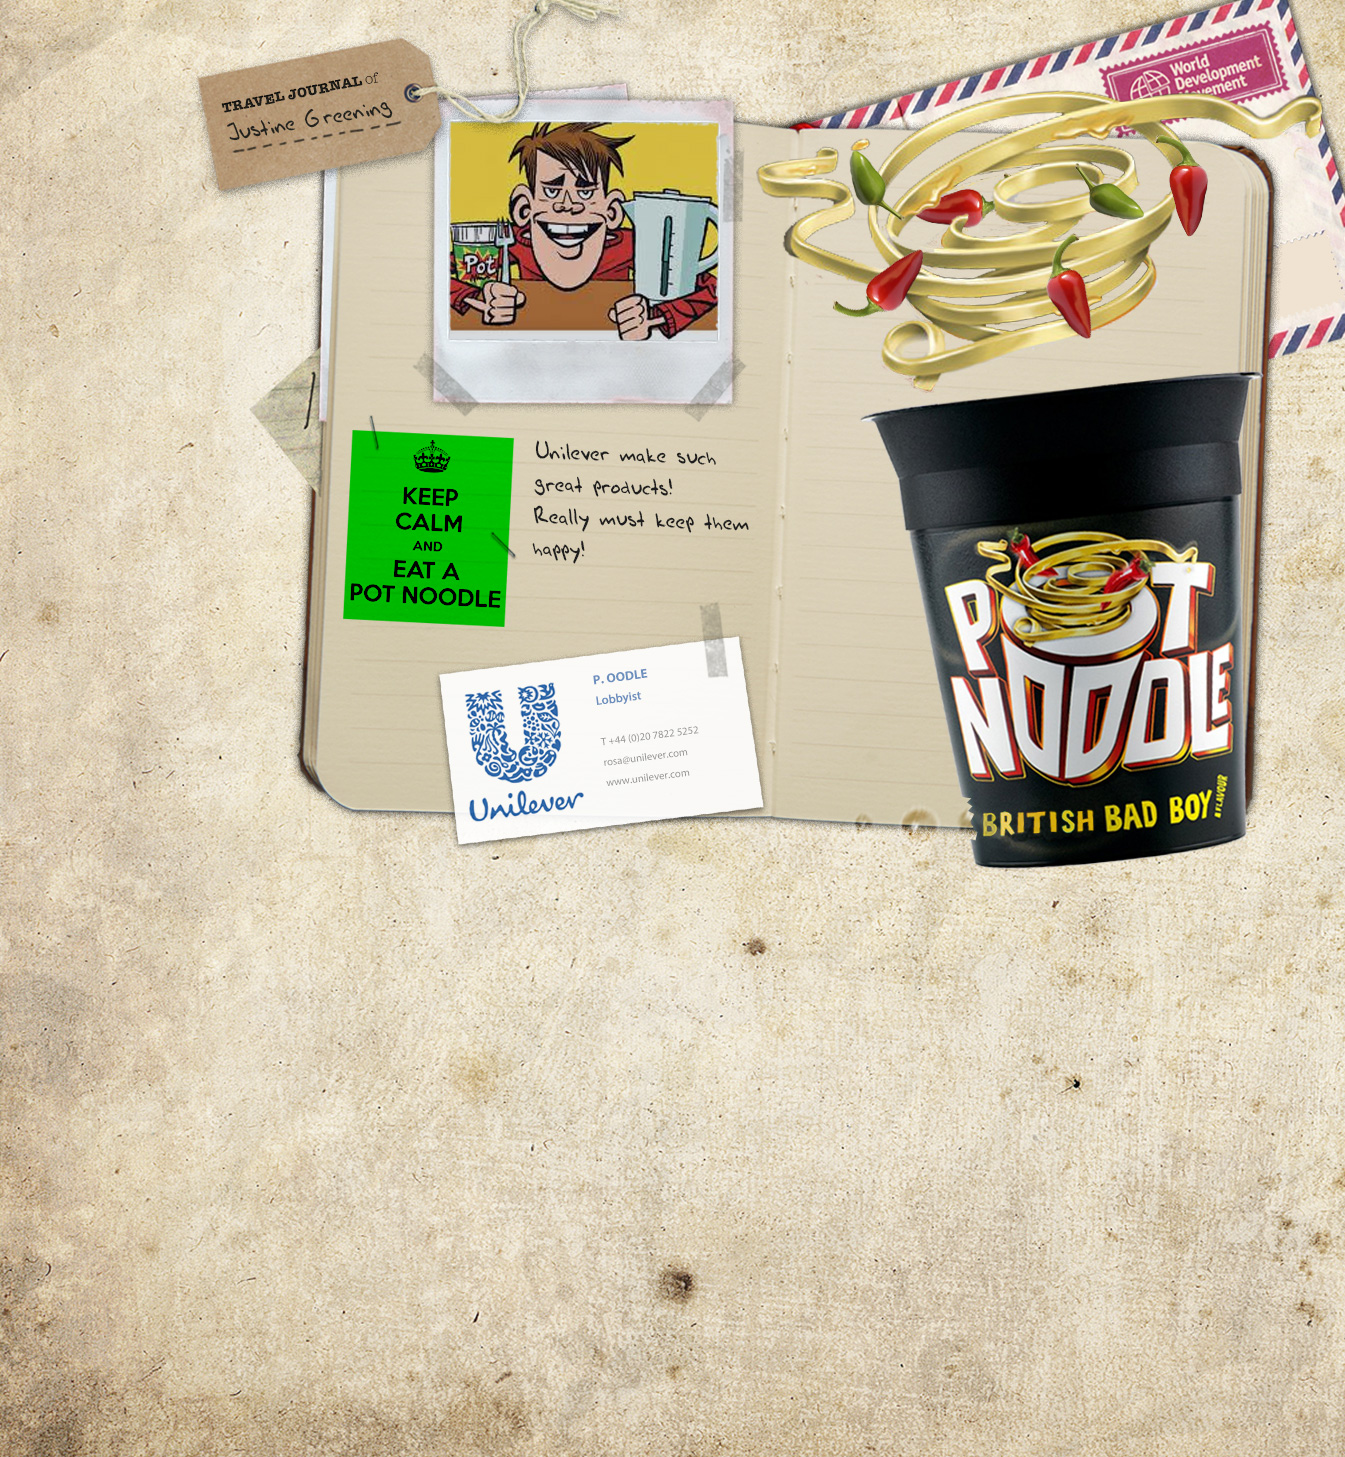 TRAVEL JOURNAL of
Justine Greening
World
Development
Movement
Pot
KEEP
CALM
AND
EAT A
POT NOODLE
Unilever make such
great products!
Really must keep them
happy!
P. OODLE
Lobbyist
T +44 (0)20 7822 5252
rosa@unilever.com
www.unilever.com
Unilever
POT
NOODLE
BRITISH BAD BOY FLAVOUR